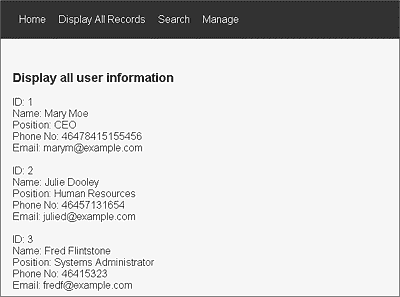 Home Display All Records Search Manage
Display all user information
ID: 1
Name: Mary Moe
Position: CEO
Phone No: 46478415155456
Email: marym@example.com
ID: 2
Name: Julie Dooley
Position: Human Resources
Phone No: 46457131654
Email: julied@example.com
ID: 3
Name: Fred Flintstone
Position: Systems Administrator
Phone No: 46415323
Email: fredf@example.com